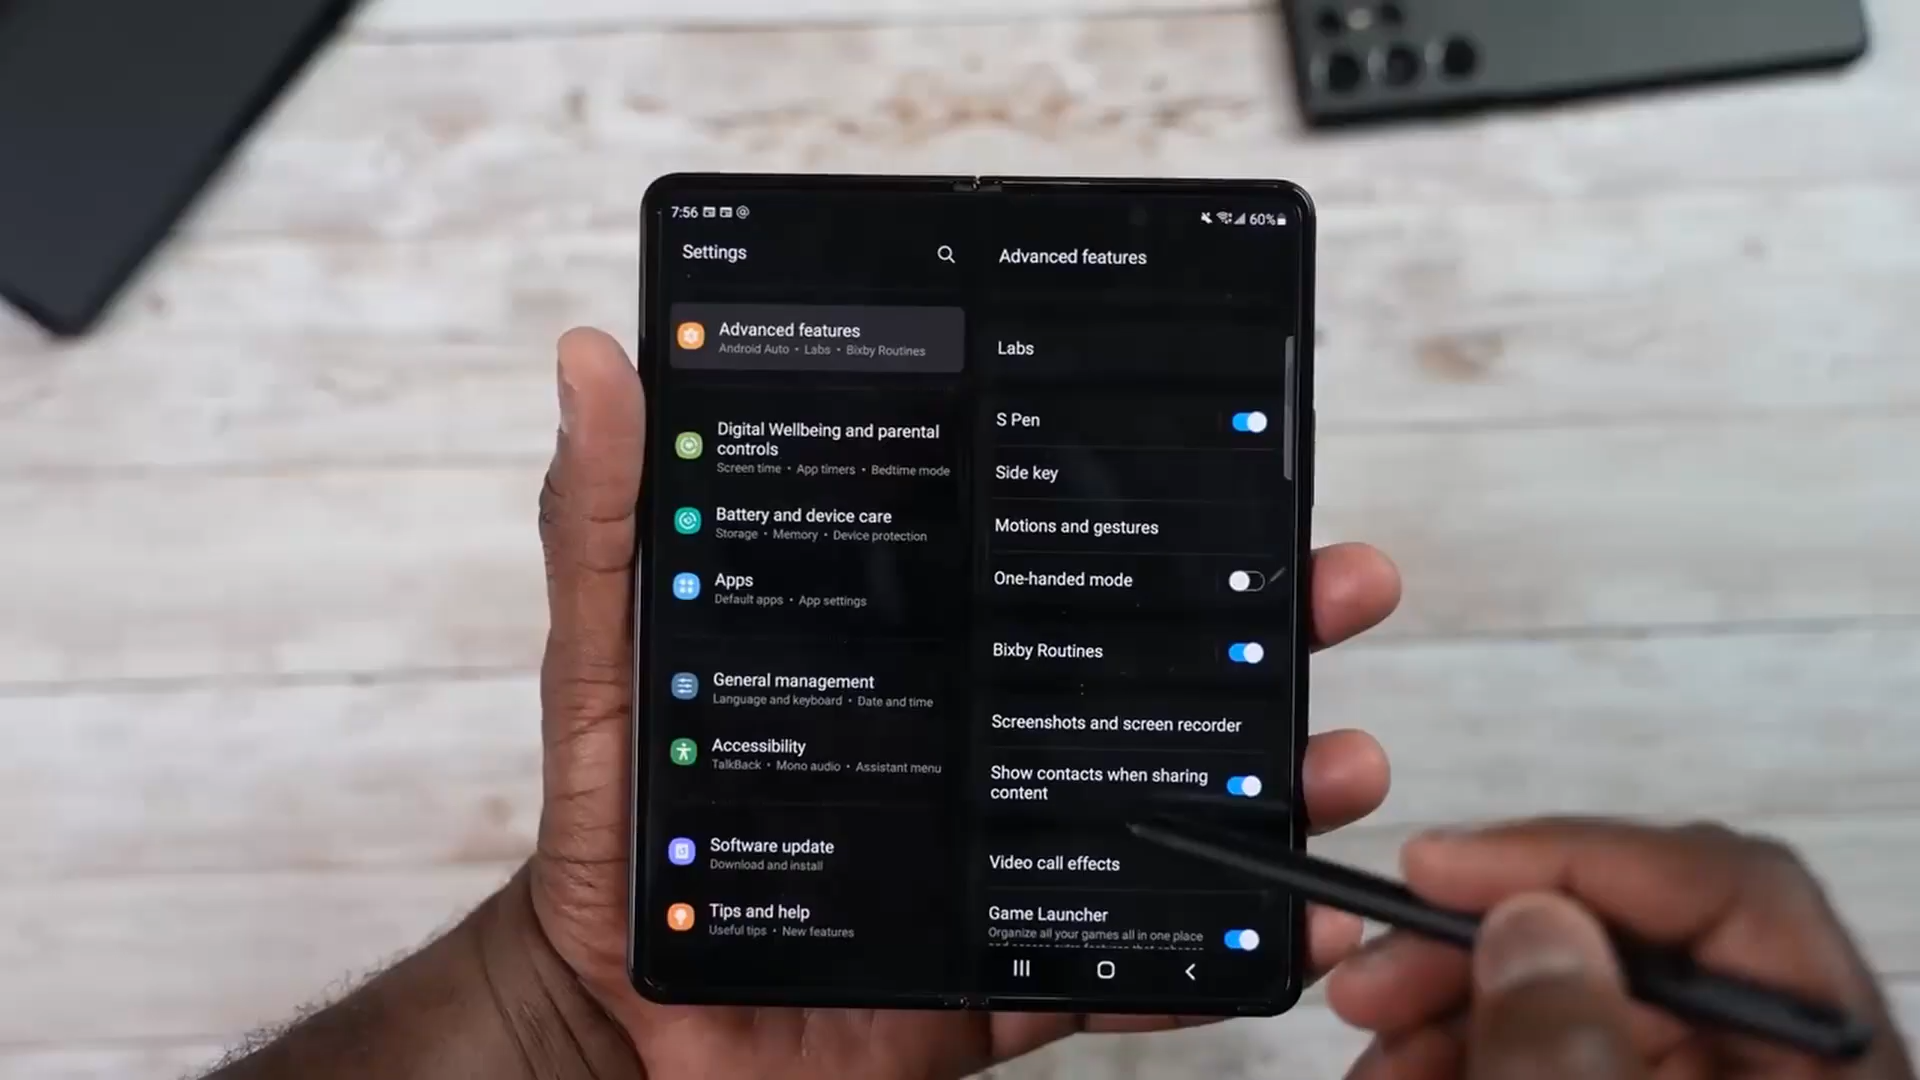 7:56
60%
Settings
Advanced features
Android Auto • Labs • Bixby Routines
Digital Wellbeing and parental
controls
Screen time • App timers • Bedtime mode
Battery and device care
Storage • Memory • Device protection
Apps
Default apps • App settings
General management
Language and keyboard • Date and time
Accessibility
TalkBack • Mono audio • Assistant menu
Software update
Download and install
Tips and help
Useful tips • New features
Advanced features
Labs
S Pen
Side key
Motions and gestures
One-handed mode
Bixby Routines
Screenshots and screen recorder
Show contacts when sharing
content
Video call effects
Game Launcher
Organize all your games all in one place